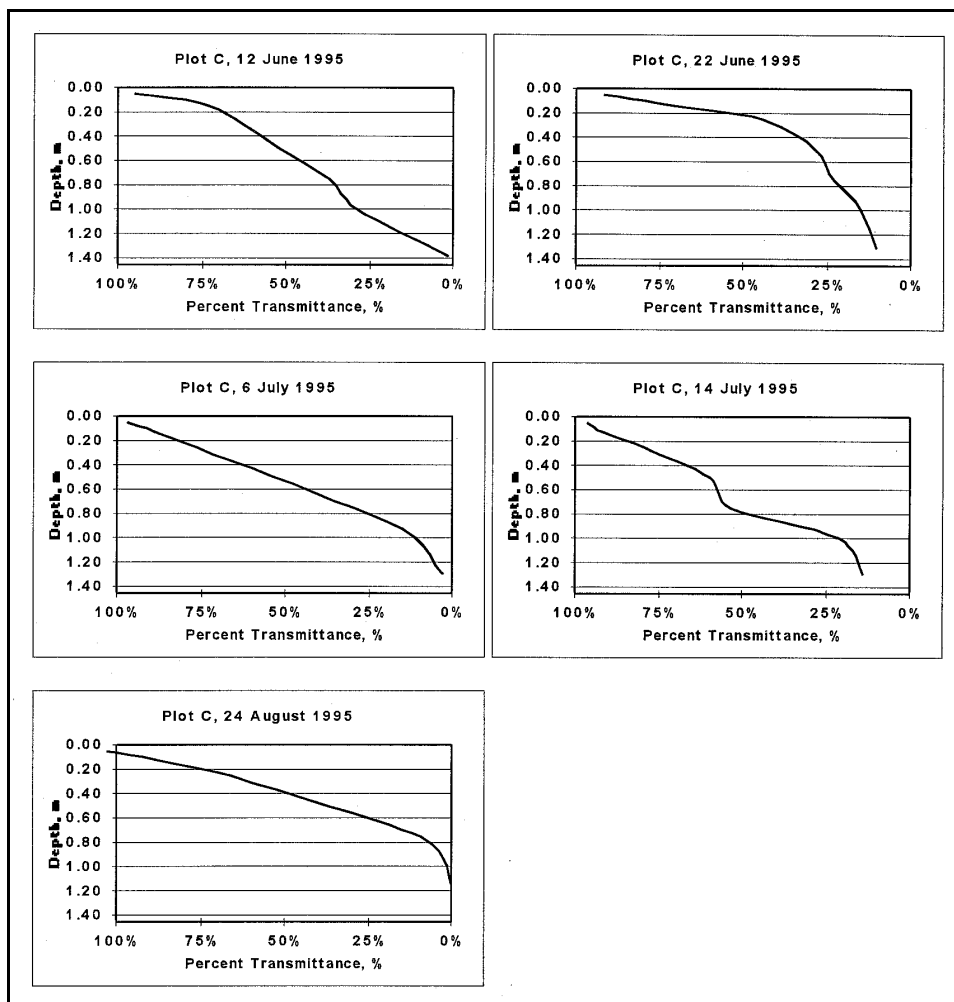 Plot C, 12 June 1995
0.00
0.20
0.40
0.60
0.80
1.00
1.20
1.40
Depth, m
100% 75% 50% 25% 0%
Percent Transmittance, %
Plot C, 22 June 1995
0.00
0.20
0.40
0.60
0.80
1.00
1.20
1.40
Depth, m
100% 75% 50% 25% 0%
Percent Transmittance, %
Plot C, 6 July 1995
0.00
0.20
0.40
0.60
0.80
1.00
1.20
1.40
Depth, m
100% 75% 50% 25% 0%
Percent Transmittance, %
Plot C, 14 July 1995
0.00
0.20
0.40
0.60
0.80
1.00
1.20
1.40
Depth, m
100% 75% 50% 25% 0%
Percent Transmittance, %
Plot C, 24 August 1995
0.00
0.20
0.40
0.60
0.80
1.00
1.20
1.40
Depth, m
100% 75% 50% 25% 0%
Percent Transmittance, %